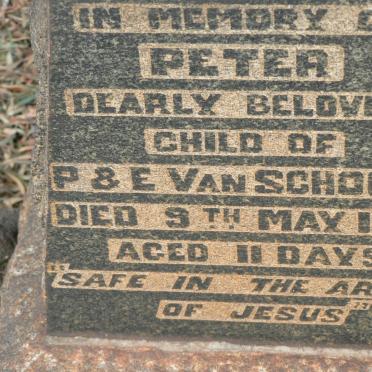 IN MEMORY
PETER
DEARLY BELOVE
CHILD OF
P & E VAN SCHO
DIED 9TH MAY 1
AGED 11 DAYS
"SAFE IN THE AR
OF JESUS"